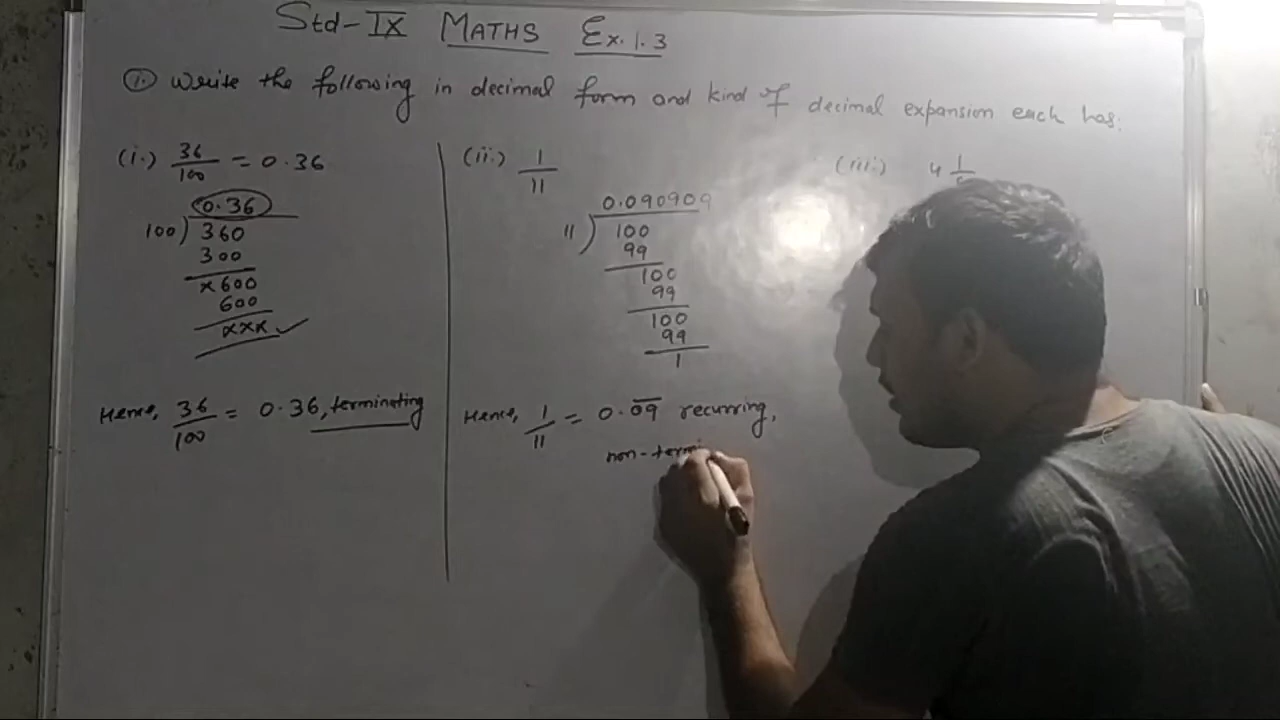 Std-IX MATHS Ex.1.3
1. Write the following in decimal form and kind of decimal expansion each has.
(i.) 36/100 = 0.36
0.36
100) 360
300
x600
600
xxx ✓
Hence, 36/100 = 0.36, terminating
(ii.) 1/11
0.090909
11) 100
99
100
99
100
99
1
Hence, 1/11 = 0.0̅9̅ recurring,
non-termi
(iii.) 4 1/